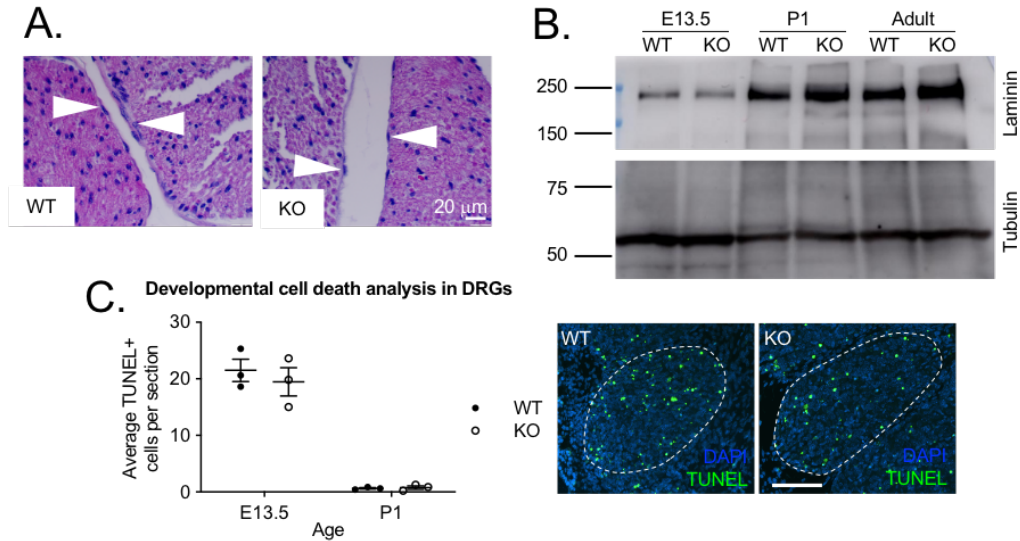 A.
WT
KO
20 μm
B.
E13.5 P1 Adult
WT KO WT KO WT KO
250
150
Laminin
75
50
Tubulin
C.
Developmental cell death analysis in DRGs
Average TUNEL+
cells per section
30
20
10
0
E13.5 P1
Age
WT
KO
WT
DAPI
TUNEL
KO
DAPI
TUNEL